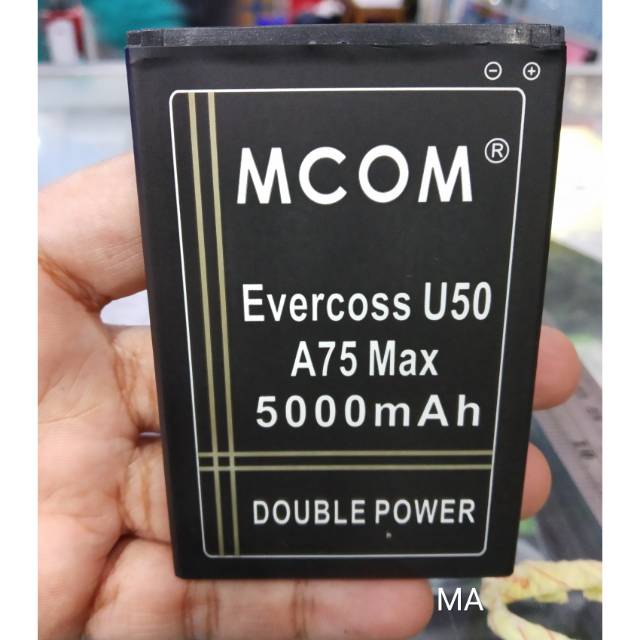 ⊖ ⊕
MCOM ®
Evercoss U50
A75 Max
5000mAh
DOUBLE POWER
h
MA